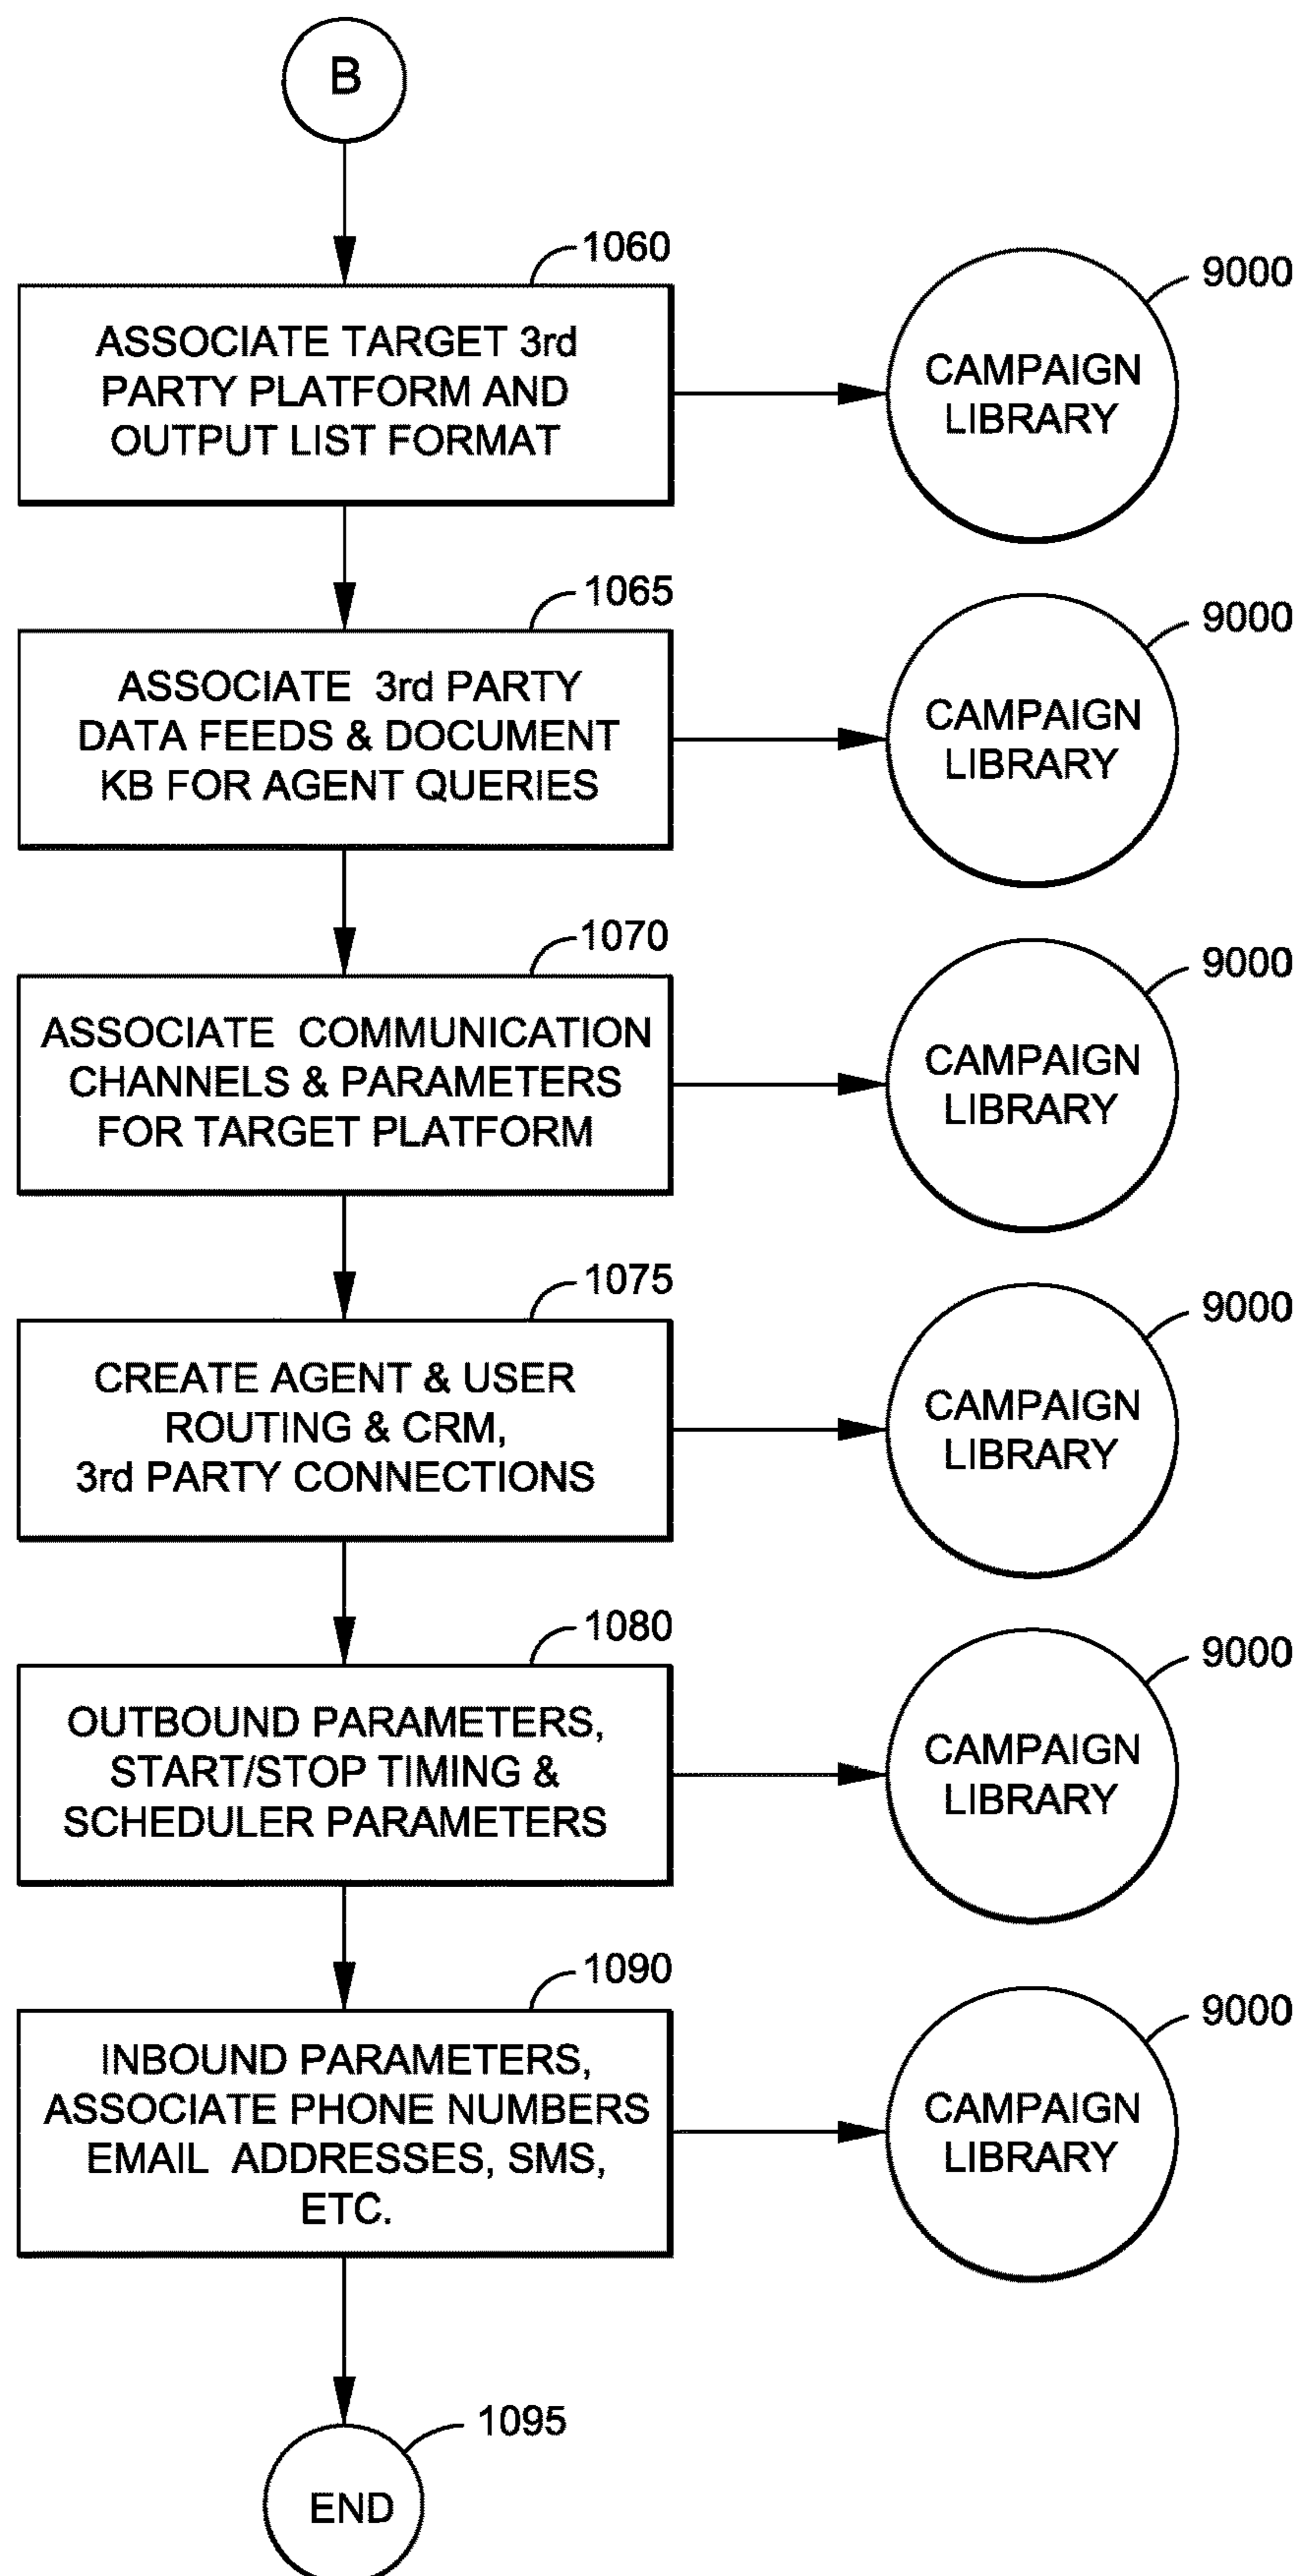 B
1060
ASSOCIATE TARGET 3rd
PARTY PLATFORM AND
OUTPUT LIST FORMAT
9000
CAMPAIGN
LIBRARY
1065
ASSOCIATE 3rd PARTY
DATA FEEDS & DOCUMENT
KB FOR AGENT QUERIES
9000
CAMPAIGN
LIBRARY
1070
ASSOCIATE COMMUNICATION
CHANNELS & PARAMETERS
FOR TARGET PLATFORM
9000
CAMPAIGN
LIBRARY
1075
CREATE AGENT & USER
ROUTING & CRM,
3rd PARTY CONNECTIONS
9000
CAMPAIGN
LIBRARY
1080
OUTBOUND PARAMETERS,
START/STOP TIMING &
SCHEDULER PARAMETERS
9000
CAMPAIGN
LIBRARY
1090
INBOUND PARAMETERS,
ASSOCIATE PHONE NUMBERS
EMAIL ADDRESSES, SMS,
ETC.
9000
CAMPAIGN
LIBRARY
1095
END